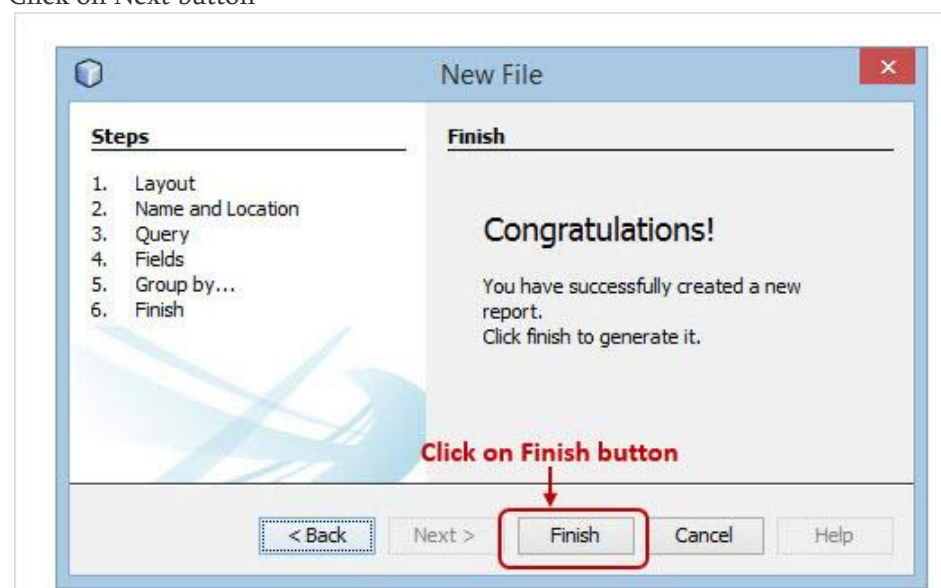 Click on Next button
New File
Steps
Finish
1. Layout
2. Name and Location
3. Query
4. Fields
5. Group by...
6. Finish
Congratulations!
You have successfully created a new
report.
Click finish to generate it.
Click on Finish button
< Back Next > Finish Cancel Help